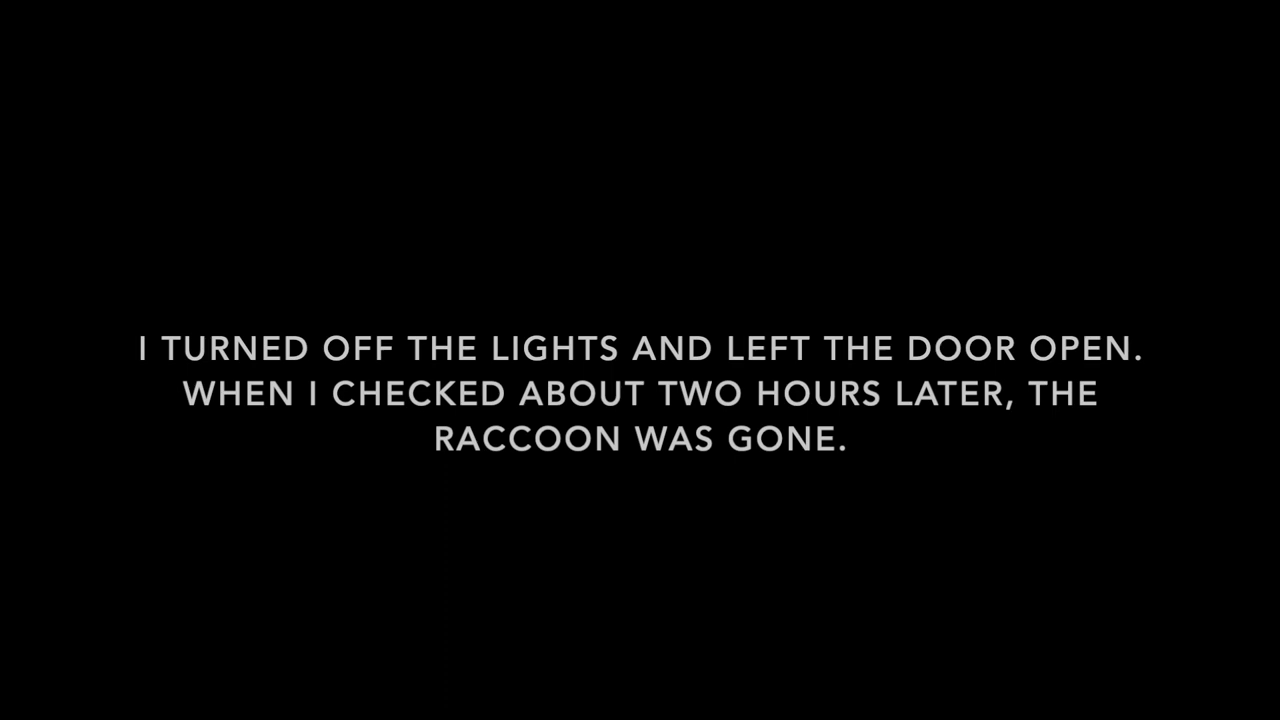 I TURNED OFF THE LIGHTS AND LEFT THE DOOR OPEN.
WHEN I CHECKED ABOUT TWO HOURS LATER, THE
RACCOON WAS GONE.